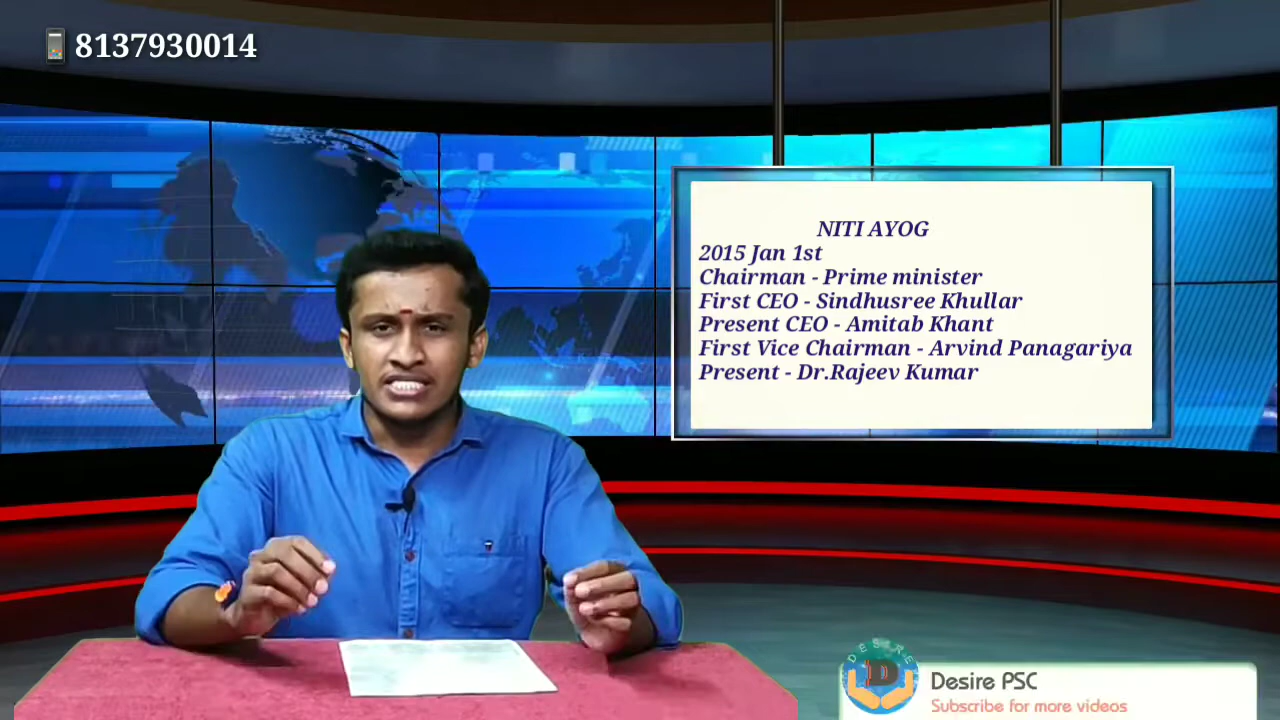 8137930014
NITI AYOG
2015 Jan 1st
Chairman - Prime minister
First CEO - Sindhusree Khullar
Present CEO - Amitab Khant
First Vice Chairman - Arvind Panagariya
Present - Dr.Rajeev Kumar
DESIRE
D
Desire PSC
Subscribe for more videos